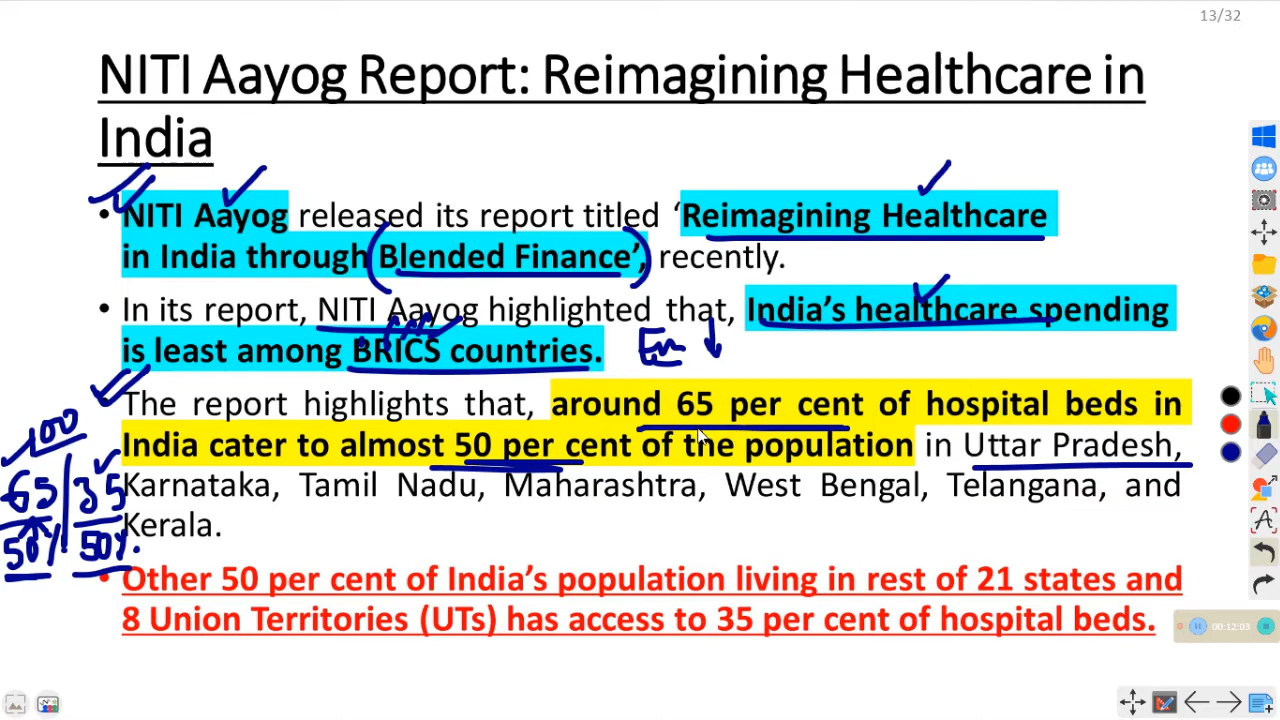 13/32
NITI Aayog Report: Reimagining Healthcare in
India
• NITI Aayog released its report titled ‘Reimagining Healthcare
in India through Blended Finance’, recently.
• In its report, NITI Aayog highlighted that, India’s healthcare spending
is least among BRICS countries.
• The report highlights that, around 65 per cent of hospital beds in
India cater to almost 50 per cent of the population in Uttar Pradesh,
Karnataka, Tamil Nadu, Maharashtra, West Bengal, Telangana, and
Kerala.
100
65 35
50% 50%.
• Other 50 per cent of India’s population living in rest of 21 states and
8 Union Territories (UTs) has access to 35 per cent of hospital beds.
00:12:03